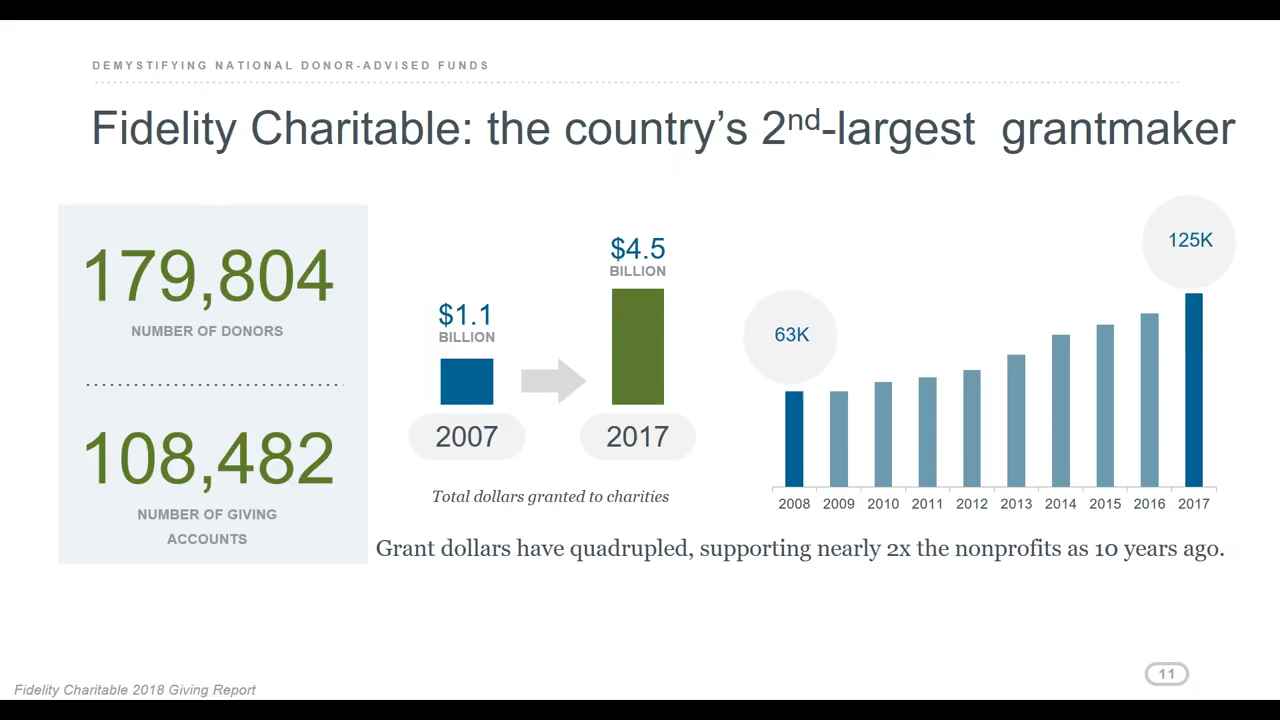 DEMYSTIFYING NATIONAL DONOR-ADVISED FUNDS
Fidelity Charitable: the country's 2nd-largest grantmaker
179,804
NUMBER OF DONORS
108,482
NUMBER OF GIVING
ACCOUNTS
$1.1
BILLION
2007
$4.5
BILLION
2017
Total dollars granted to charities
63K
125K
2008 2009 2010 2011 2012 2013 2014 2015 2016 2017
Grant dollars have quadrupled, supporting nearly 2x the nonprofits as 10 years ago.
11
Fidelity Charitable 2018 Giving Report